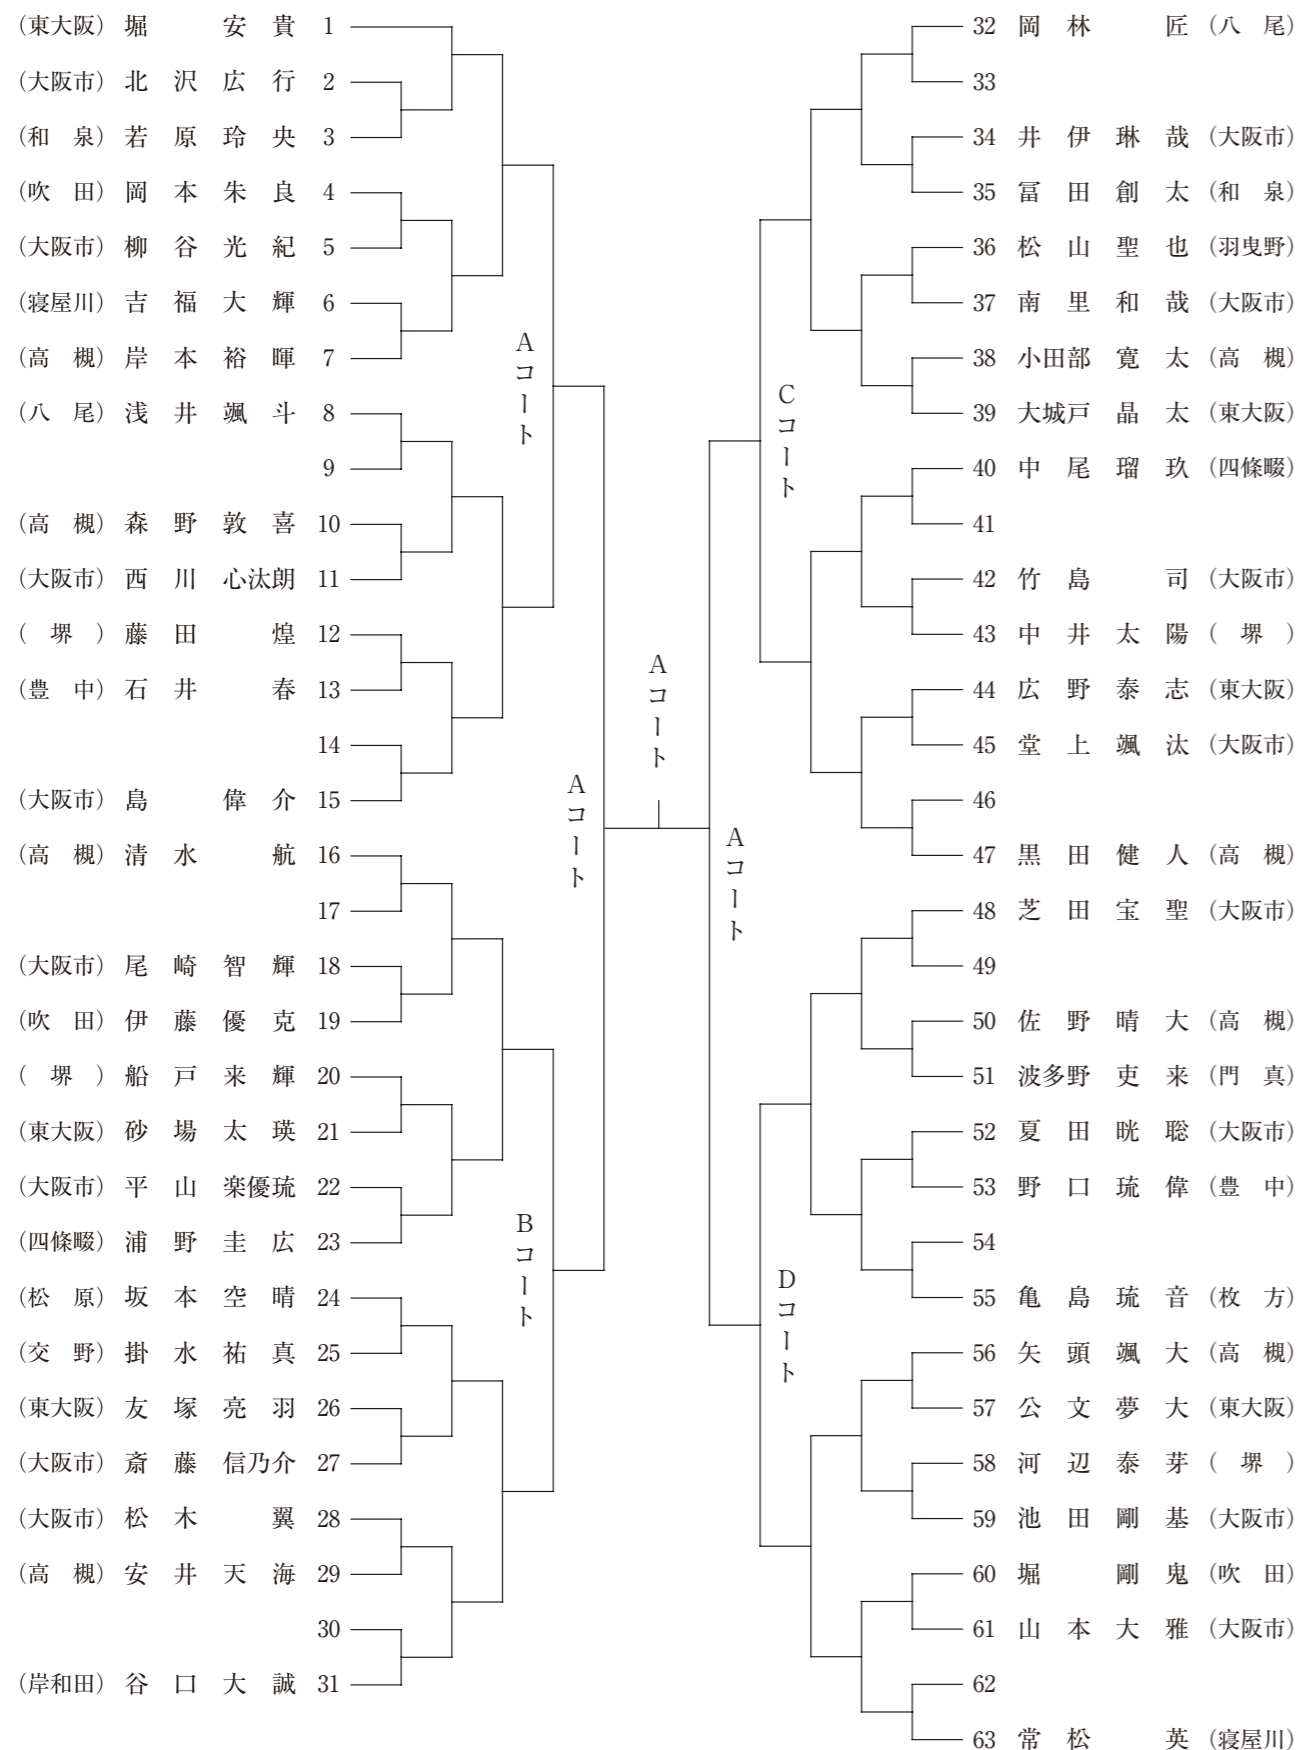 (東大阪) 堀 安 貴 1
(大阪市) 北 沢 広 行 2
(和 泉) 若 原 玲 央 3
(吹 田) 岡 本 朱 良 4
(大阪市) 柳 谷 光 紀 5
(寝屋川) 吉 福 大 輝 6
(高 槻) 岸 本 裕 暉 7
(八 尾) 浅 井 颯 斗 8
9
(高 槻) 森 野 敦 喜 10
(大阪市) 西 川 心汰朗 11
( 堺 ) 藤 田 煌 12
(豊 中) 石 井 春 13
14
(大阪市) 島 偉 介 15
(高 槻) 清 水 航 16
17
(大阪市) 尾 崎 智 輝 18
(吹 田) 伊 藤 優 克 19
( 堺 ) 船 戸 来 輝 20
(東大阪) 砂 場 太 瑛 21
(大阪市) 平 山 楽優琉 22
(四條畷) 浦 野 圭 広 23
(松 原) 坂 本 空 晴 24
(交 野) 掛 水 祐 真 25
(東大阪) 友 塚 亮 羽 26
(大阪市) 斎 藤 信乃介 27
(大阪市) 松 木 翼 28
(高 槻) 安 井 天 海 29
30
(岸和田) 谷 口 大 誠 31
Aコート
Bコート
Aコート
Aコート
Aコート
Cコート
Dコート
32 岡 林 匠 (八 尾)
33
34 井 伊 琳 哉 (大阪市)
35 冨 田 創 太 (和 泉)
36 松 山 聖 也 (羽曳野)
37 南 里 和 哉 (大阪市)
38 小田部 寛 太 (高 槻)
39 大城戸 晶 太 (東大阪)
40 中 尾 瑠 玖 (四條畷)
41
42 竹 島 司 (大阪市)
43 中 井 太 陽 ( 堺 )
44 広 野 泰 志 (東大阪)
45 堂 上 颯 汰 (大阪市)
46
47 黒 田 健 人 (高 槻)
48 芝 田 宝 聖 (大阪市)
49
50 佐 野 晴 大 (高 槻)
51 波多野 吏 来 (門 真)
52 夏 田 晄 聡 (大阪市)
53 野 口 琉 偉 (豊 中)
54
55 亀 島 琉 音 (枚 方)
56 矢 頭 颯 大 (高 槻)
57 公 文 夢 大 (東大阪)
58 河 辺 泰 芽 ( 堺 )
59 池 田 剛 基 (大阪市)
60 堀 剛 鬼 (吹 田)
61 山 本 大 雅 (大阪市)
62
63 常 松 英 (寝屋川)